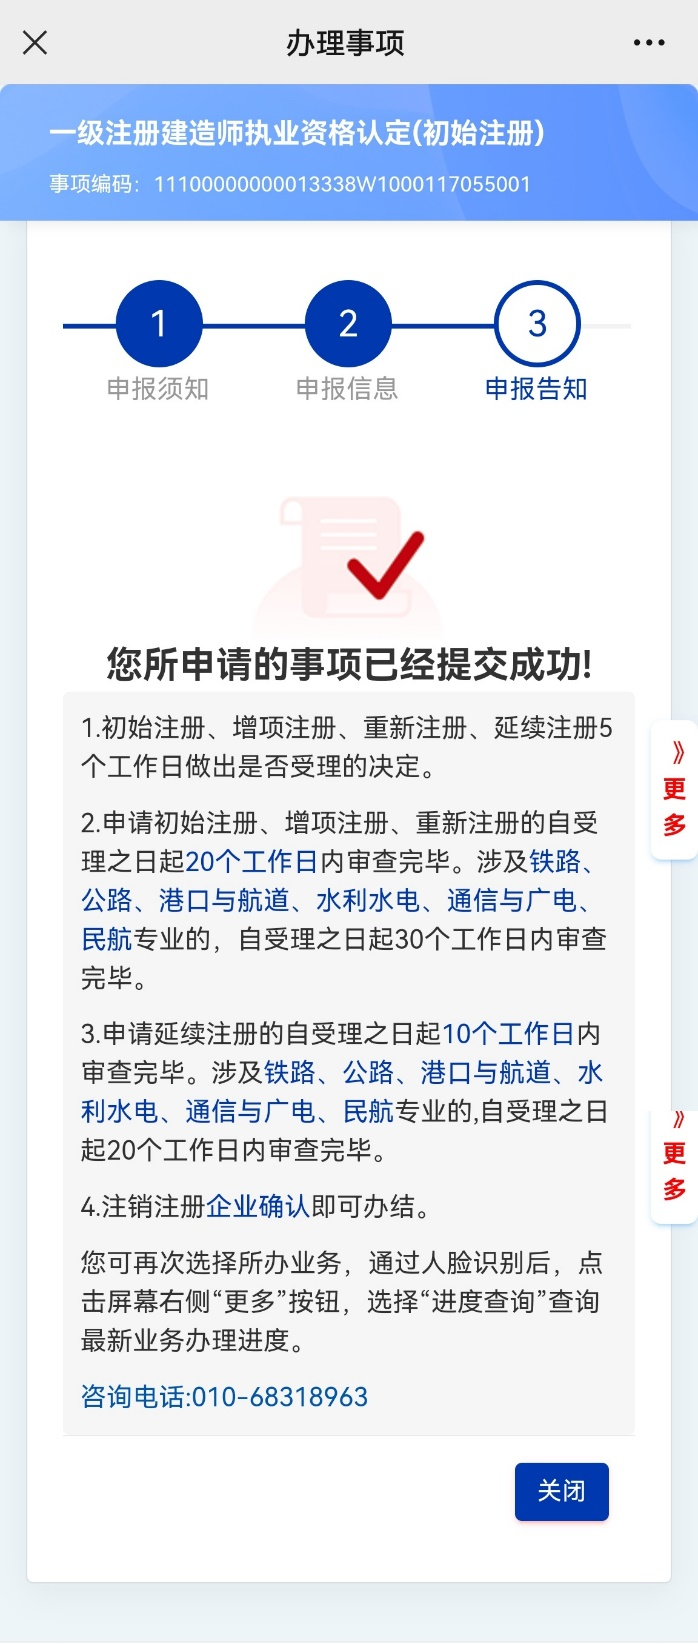 办理事项
一级注册建造师执业资格认定(初始注册)
事项编码：11100000000013338W1000117055001
1
2
3
申报须知
申报信息
申报告知
您所申请的事项已经提交成功!
1.初始注册、增项注册、重新注册、延续注册5
个工作日做出是否受理的决定。
2.申请初始注册、增项注册、重新注册的自受
理之日起20个工作日内审查完毕。涉及铁路、
公路、港口与航道、水利水电、通信与广电、
民航专业的，自受理之日起30个工作日内审查
完毕。
3.申请延续注册的自受理之日起10个工作日内
审查完毕。涉及铁路、公路、港口与航道、水
利水电、通信与广电、民航专业的,自受理之日
起20个工作日内审查完毕。
4.注销注册企业确认即可办结。
您可再次选择所办业务，通过人脸识别后，点
击屏幕右侧“更多”按钮，选择“进度查询”查询
最新业务办理进度。
咨询电话:010-68318963
关闭
》
更
多
》
更
多